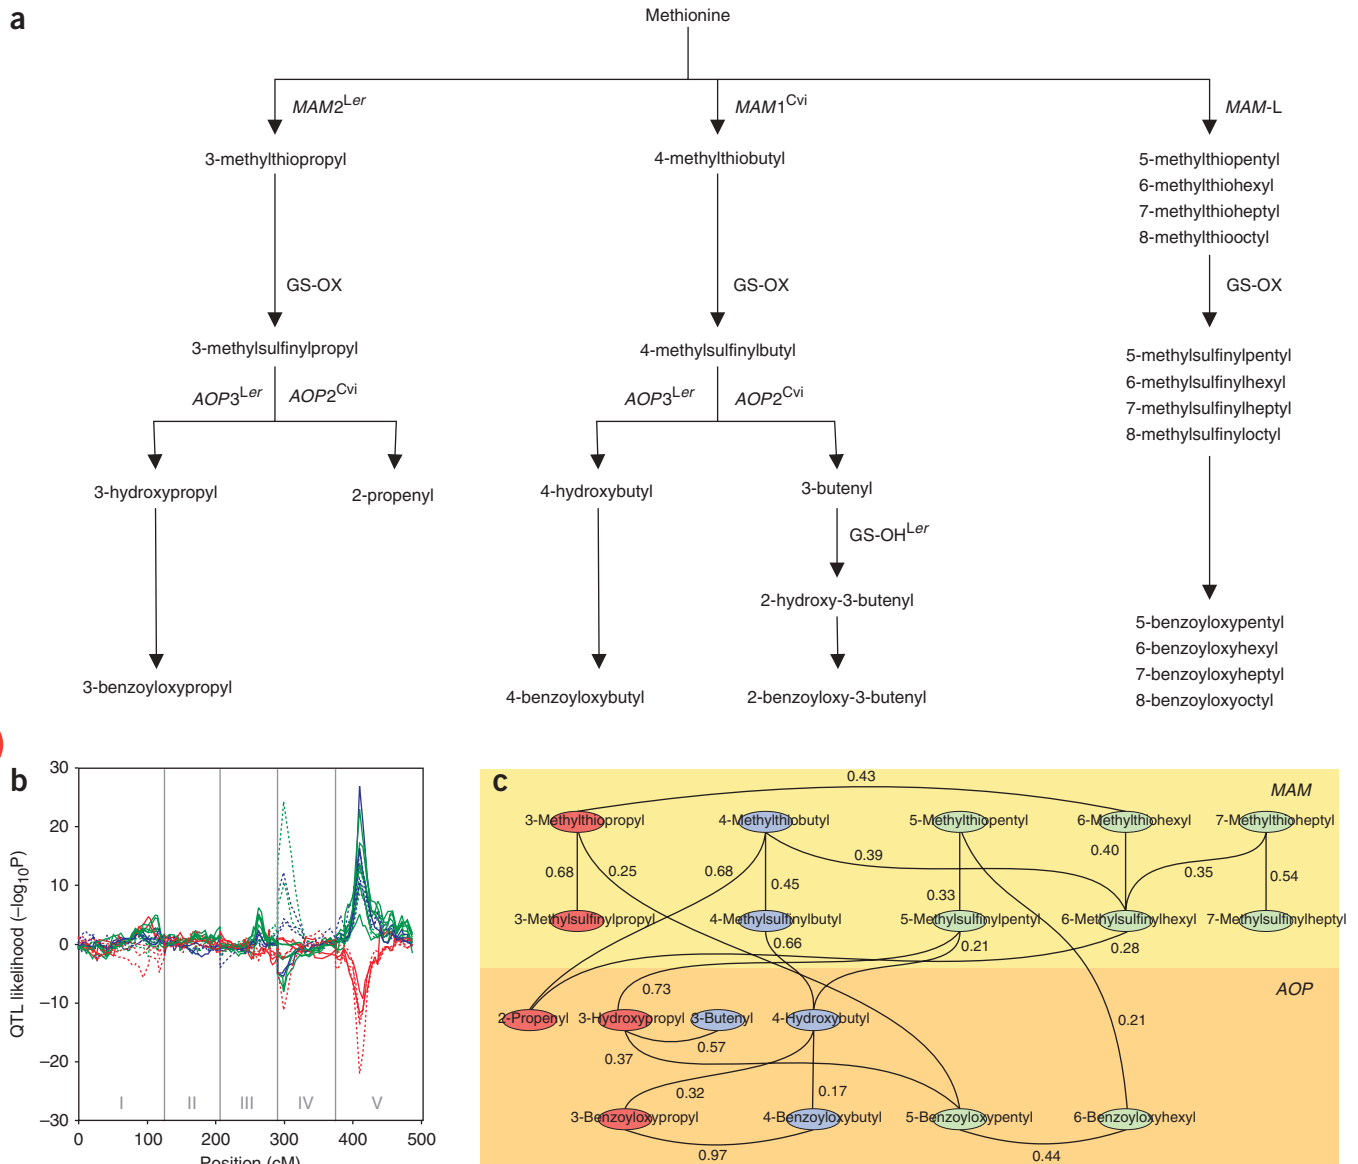 a
Methionine
MAM2Ler
MAM1Cvi
MAM-L
3-methylthiopropyl
4-methylthiobutyl
5-methylthiopentyl
6-methylthiohexyl
7-methylthioheptyl
8-methylthiooctyl
GS-OX
GS-OX
GS-OX
3-methylsulfinylpropyl
4-methylsulfinylbutyl
5-methylsulfinylpentyl
6-methylsulfinylhexyl
7-methylsulfinylheptyl
8-methylsulfinyloctyl
AOP3Ler
AOP2Cvi
AOP3Ler
AOP2Cvi
3-hydroxypropyl
2-propenyl
4-hydroxybutyl
3-butenyl
GS-OHLer
2-hydroxy-3-butenyl
3-benzoyloxypropyl
4-benzoyloxybutyl
2-benzoyloxy-3-butenyl
5-benzoyloxypentyl
6-benzoyloxyhexyl
7-benzoyloxyheptyl
8-benzoyloxyoctyl
b
QTL likelihood (–log10P)
30
20
10
0
–10
–20
–30
I
II
III
IV
V
0
100
200
300
400
500
Position (cM)
c
MAM
0.43
3-Methylthiopropyl
4-Methylthiobutyl
5-Methylthiopentyl
6-Methylthiohexyl
7-Methylthioheptyl
0.68
0.25
0.68
0.45
0.39
0.33
0.40
0.35
0.54
3-Methylsulfinylpropyl
4-Methylsulfinylbutyl
5-Methylsulfinylpentyl
6-Methylsulfinylhexyl
7-Methylsulfinylheptyl
0.66
0.21
0.28
AOP
0.73
2-Propenyl
3-Hydroxypropyl
3-Butenyl
4-Hydroxybutyl
0.21
0.57
0.37
0.32
0.17
3-Benzoyloxypropyl
4-Benzoyloxybutyl
5-Benzoyloxypentyl
6-Benzoyloxyhexyl
0.97
0.44